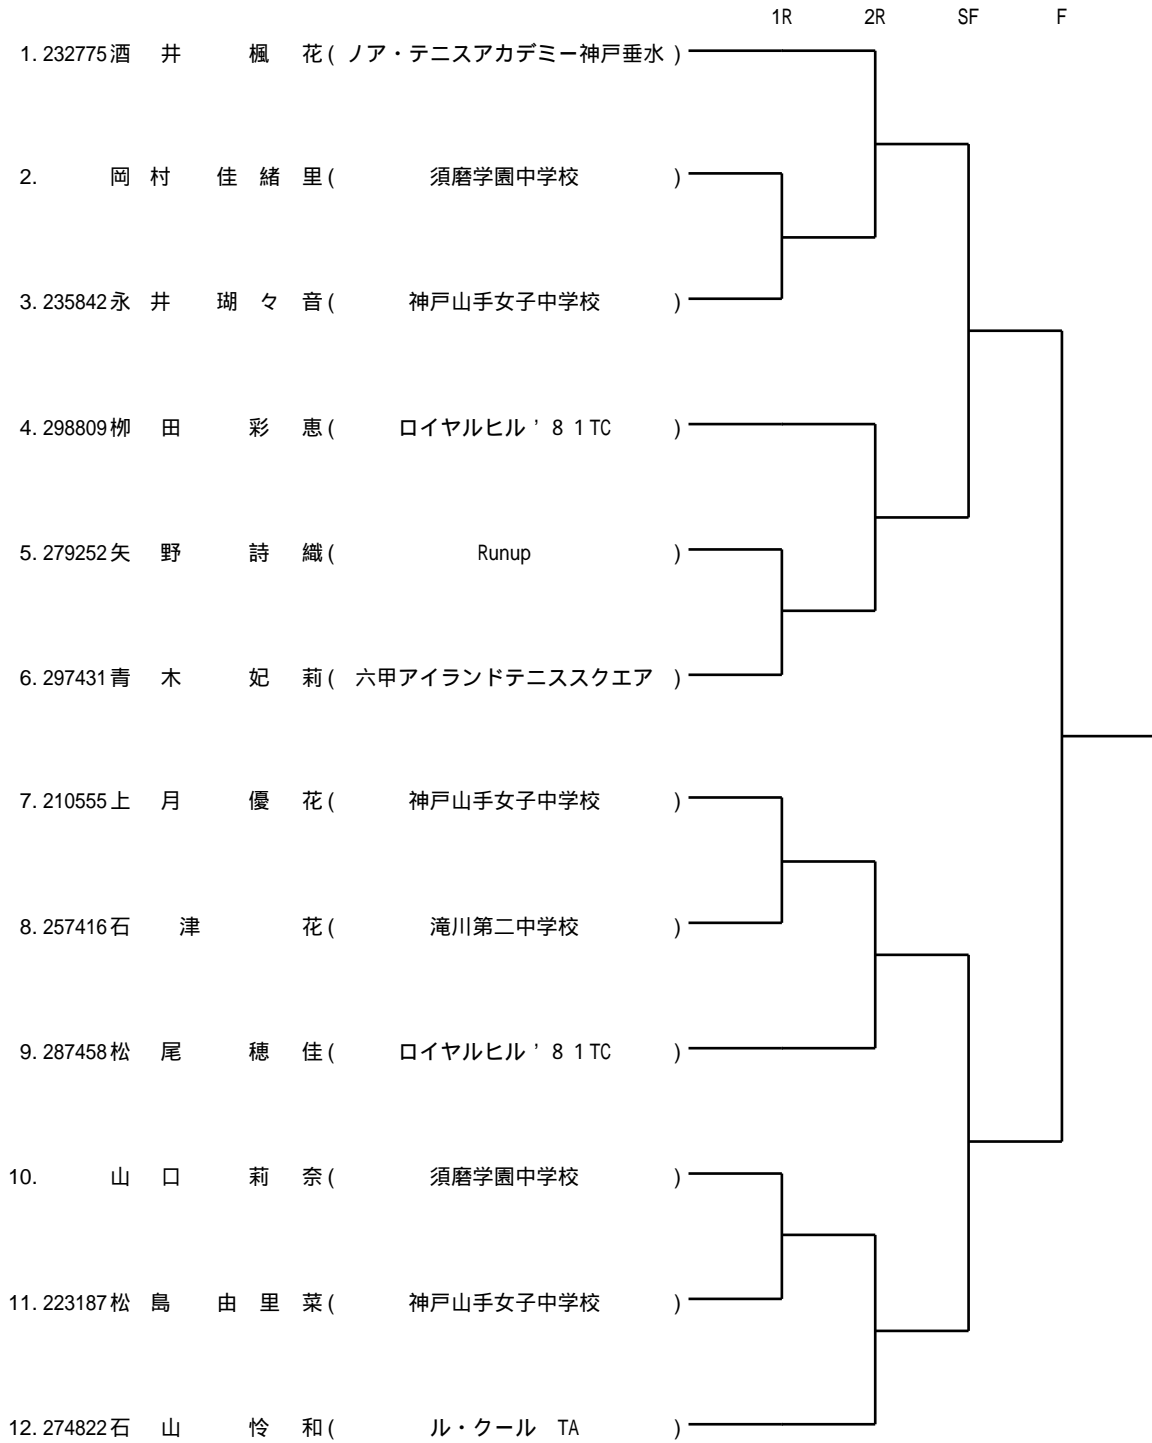 1R 2R SF F
1. 232775 酒井 楓花 ( ノア・テニスアカデミー神戸垂水 )
2. 岡村 佳緒里 ( 須磨学園中学校 )
3. 235842 永井 瑚々音 ( 神戸山手女子中学校 )
4. 298809 栁田 彩恵 ( ロイヤルヒル’81TC )
5. 279252 矢野 詩織 ( Runup )
6. 297431 青木 妃莉 ( 六甲アイランドテニススクエア )
7. 210555 上月 優花 ( 神戸山手女子中学校 )
8. 257416 石津 花 ( 滝川第二中学校 )
9. 287458 松尾 穂佳 ( ロイヤルヒル’81TC )
10. 山口 莉奈 ( 須磨学園中学校 )
11. 223187 松島 由里菜 ( 神戸山手女子中学校 )
12. 274822 石山 怜和 ( ル・クール TA )